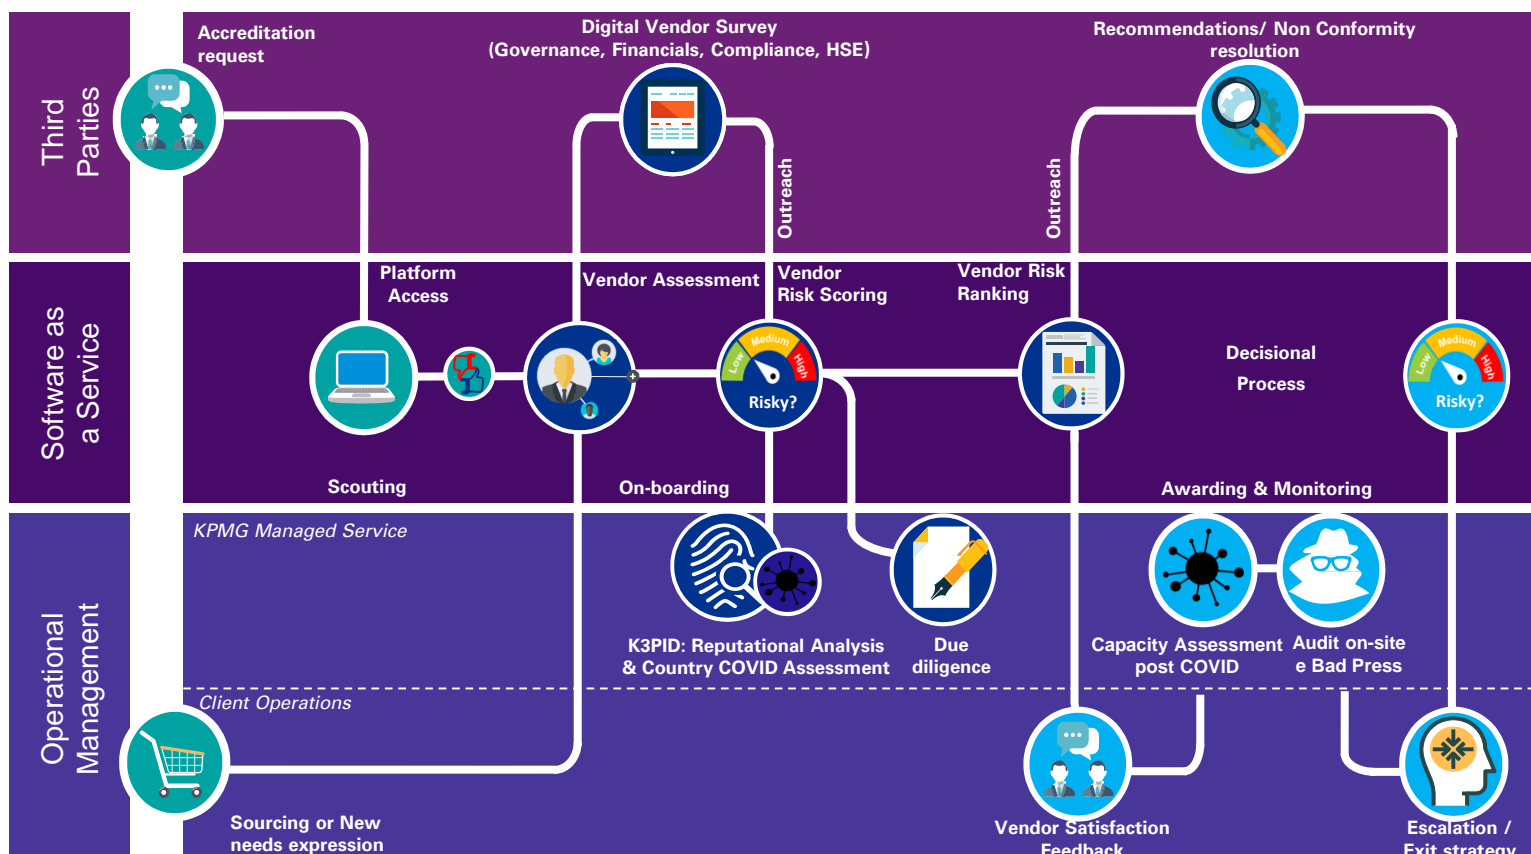 Third
Parties
Accreditation
request
Digital Vendor Survey
(Governance, Financials, Compliance, HSE)
Recommendations/ Non Conformity
resolution
Outreach
Outreach
Software as
a Service
Platform
Access
Vendor Assessment
Vendor
Risk Scoring
Vendor Risk
Ranking
Low
Medium
High
Risky?
Decisional
Process
Low
Medium
High
Risky?
Scouting
On-boarding
Awarding & Monitoring
Operational
Management
KPMG Managed Service
K3PID: Reputational Analysis
& Country COVID Assessment
Due
diligence
Capacity Assessment
post COVID
Audit on-site
e Bad Press
Client Operations
Sourcing or New
needs expression
Vendor Satisfaction
Feedback
Escalation /
Exit strategy